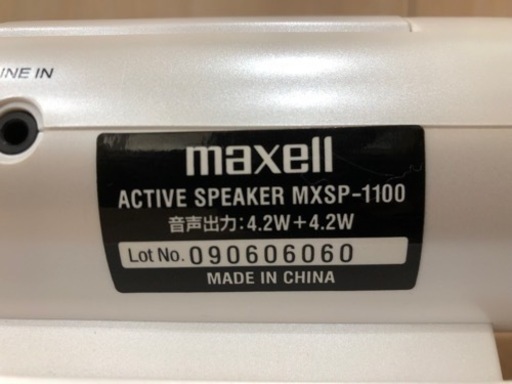 LINE IN
maxell
ACTIVE SPEAKER MXSP-1100
音声出力:4.2W+4.2W
Lot No. 090606060
MADE IN CHINA